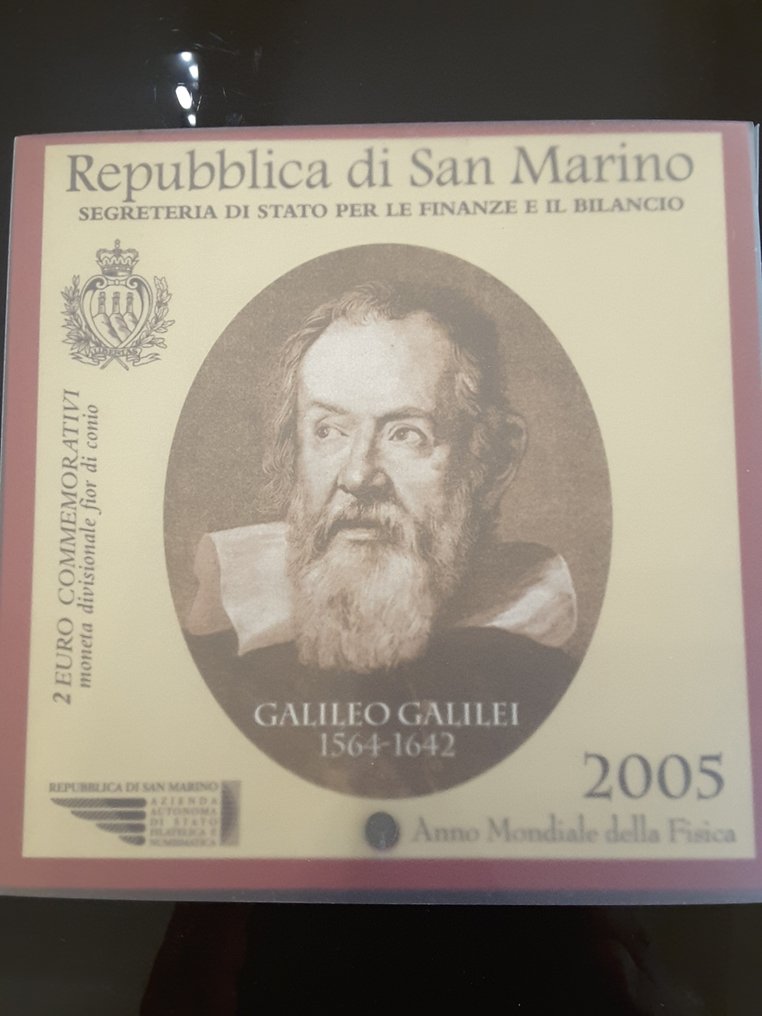 Repubblica di San Marino
SEGRETERIA DI STATO PER LE FINANZE E IL BILANCIO
LIBERTAS
2 EURO COMMEMORATIVI
moneta divisionale fior di conio
GALILEO GALILEI
1564-1642
2005
Anno Mondiale della Fisica
REPUBBLICA DI SAN MARINO
AZIENDA
AUTONOMA
DI STATO
FILATELICA E
NUMISMATICA